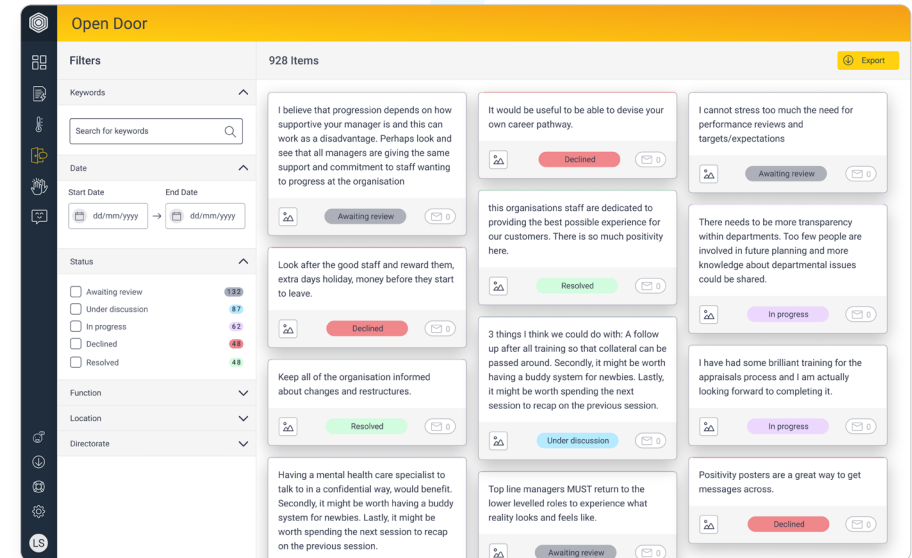 Open Door
Filters
928 Items
Export
Keywords
Search for keywords
Date
Start Date
End Date
dd/mm/yyyy
dd/mm/yyyy
Status
Awaiting review
132
Under discussion
87
In progress
62
Declined
48
Resolved
48
Function
Location
Directorate
LS
I believe that progression depends on how
supportive your manager is and this can
work as a disadvantage. Perhaps look and
see that all managers are giving the same
support and commitment to staff wanting
to progress at the organisation
Awaiting review
0
Look after the good staff and reward them,
extra days holiday, money before they start
to leave.
Declined
0
Keep all of the organisation informed
about changes and restructures.
Resolved
0
Having a mental health care specialist to
talk to in a confidential way, would benefit.
Secondly, it might be worth having a buddy
system for newbies. Lastly, it might be
worth spending the next session to recap
on the previous session.
It would be useful to be able to devise your
own career pathway.
Declined
0
this organisations staff are dedicated to
providing the best possible experience for
our customers. There is so much positivity
here.
Resolved
0
3 things I think we could do with: A follow
up after all training so that collateral can be
passed around. Secondly, it might be worth
having a buddy system for newbies. Lastly,
it might be worth spending the next
session to recap on the previous session.
Under discussion
0
Top line managers MUST return to the
lower levelled roles to experience what
reality looks and feels like.
Awaiting review
0
I cannot stress too much the need for
performance reviews and
targets/expectations
Awaiting review
0
There needs to be more transparency
within departments. Too few people are
involved in future planning and more
knowledge about departmental issues
could be shared.
In progress
0
I have had some brilliant training for the
appraisals process and I am actually
looking forward to completing it.
In progress
0
Positivity posters are a great way to get
messages across.
Declined
0